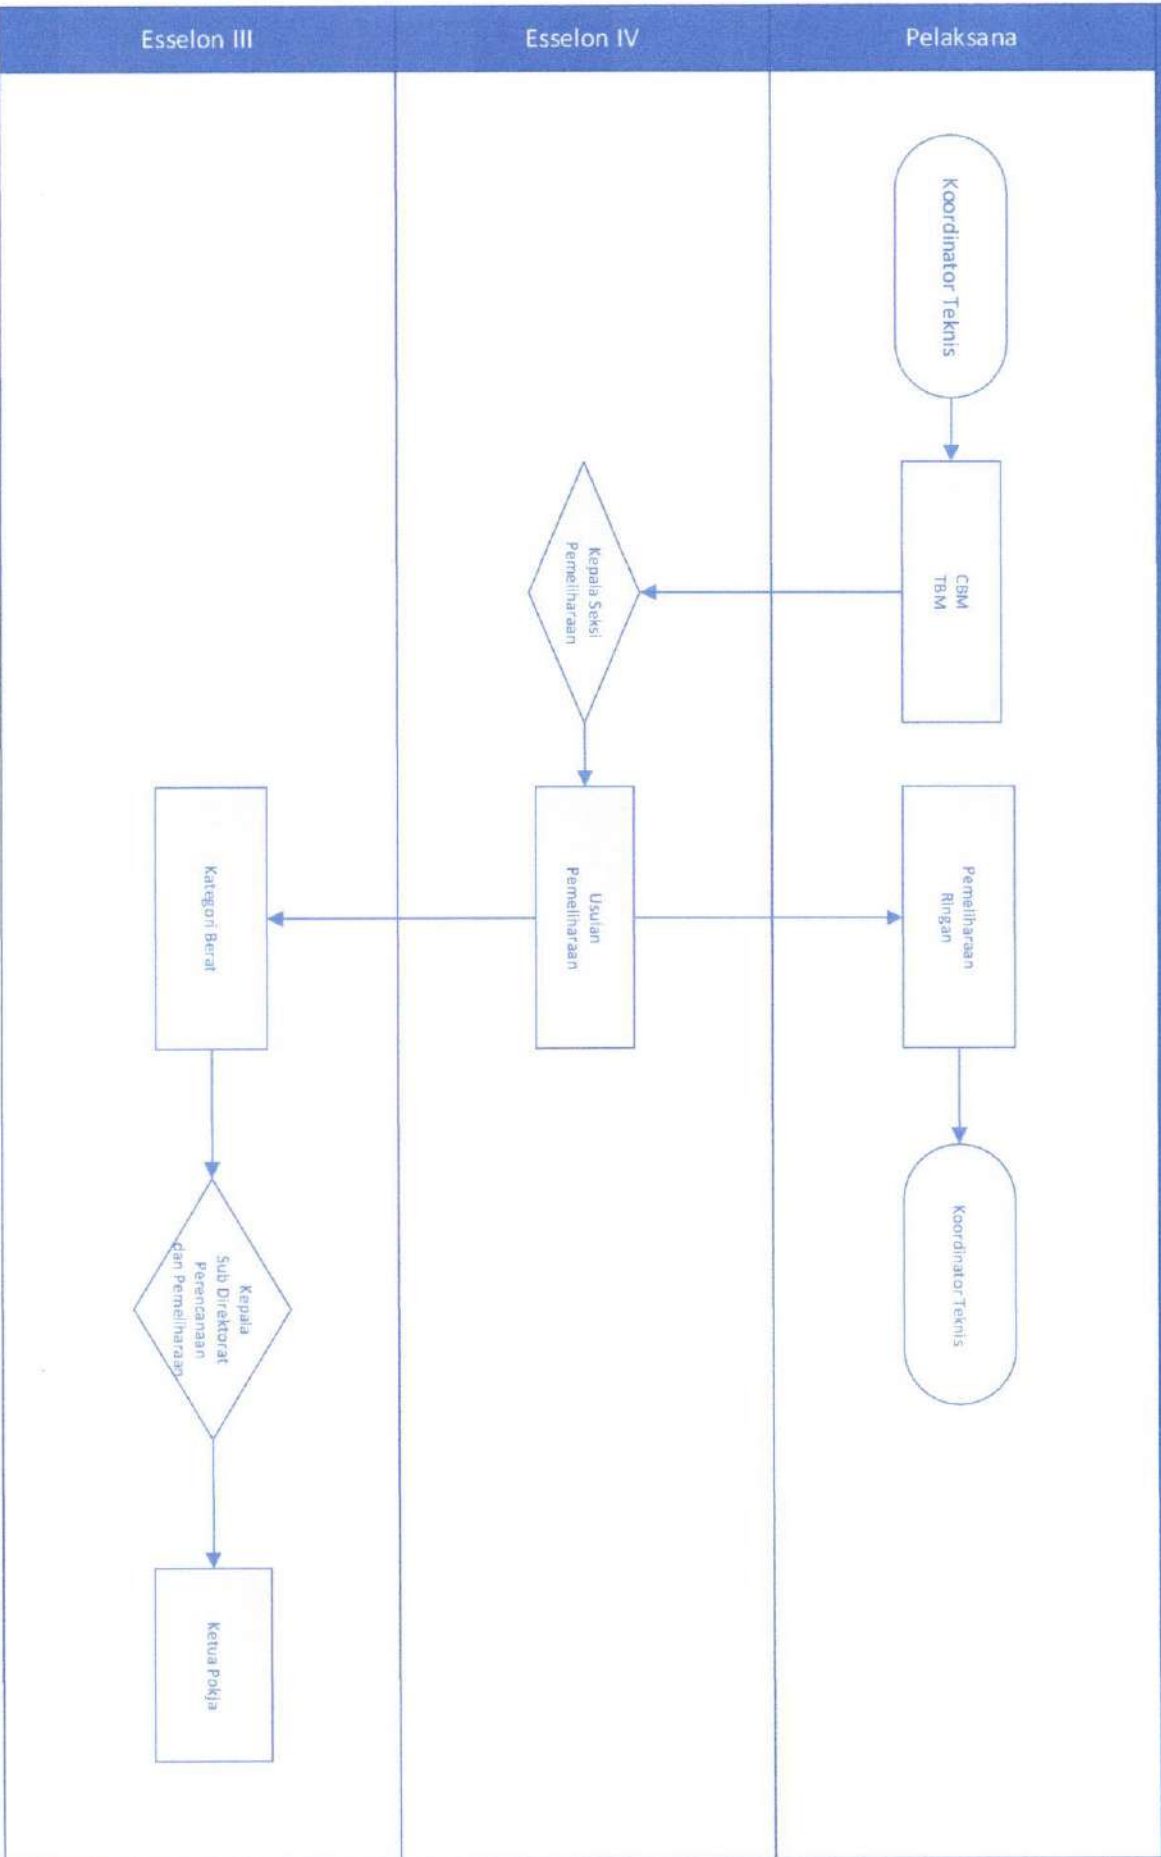 Esselon III
Esselon IV
Pelaksana
Koordinator Teknis
CBM
TBM
Kepala Seksi
Pemeliharaan
Usulan
Pemeliharaan
Pemeliharaan
Ringan
Koordinator Teknis
Kategori Berat
Kepala
Sub Direktorat
Perencanaan
dan Pemeliharaan
Ketua Pokja